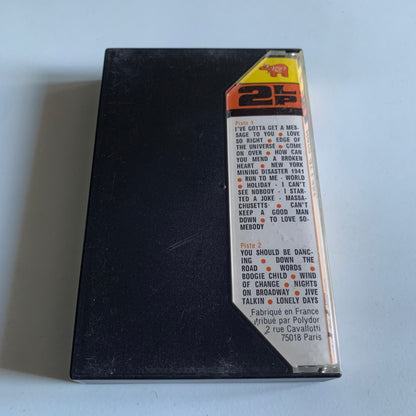 2 LP
Piste 1
I'VE GOTTA GET A MES-
SAGE TO YOU • LOVE
SO RIGHT • EDGE OF
THE UNIVERSE • COME
ON OVER • HOW CAN
YOU MEND A BROKEN
HEART • NEW YORK
MINING DISASTER 1941
• RUN TO ME - WORLD
• HOLIDAY - I CAN'T
SEE NOBODY - I STAR-
TED A JOKE - MASSA-
CHUSETTS • CAN'T
KEEP A GOOD MAN
DOWN • TO LOVE SO-
MEBODY
Piste 2
YOU SHOULD BE DANC-
ING • DOWN THE
ROAD • WORDS •
BOOGIE CHILD • WIND
OF CHANGE • NIGHTS
ON BROADWAY • JIVE
TALKIN • LONELY DAYS
Fabriqué en France
tribué par Polydor
2 rue Cavallotti
75018 Paris